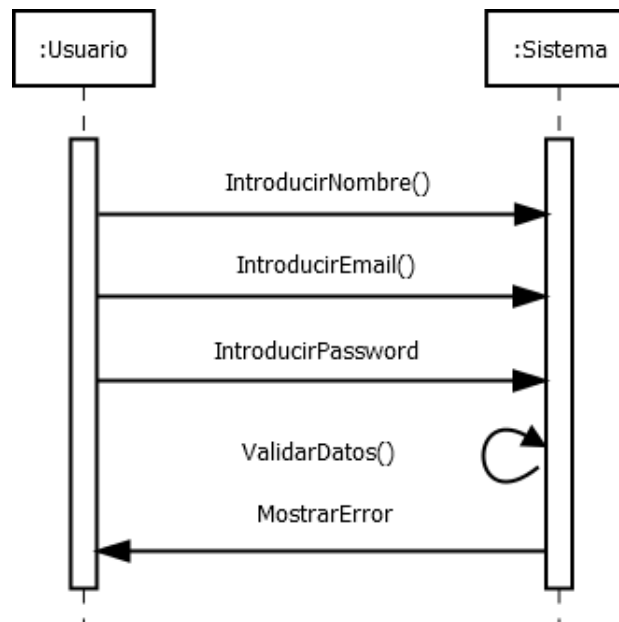 :Usuario
:Sistema
IntroducirNombre()
IntroducirEmail()
IntroducirPassword
ValidarDatos()
MostrarError